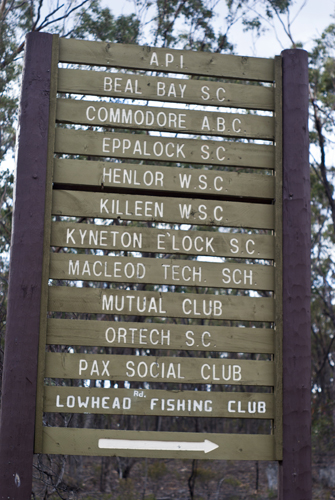 API
BEAL BAY S.C.
COMMODORE A.B.C.
EPPALOCK S.C.
HENLOR W.S.C.
KILLEEN W.S.C.
KYNETON E'LOCK S.C
MACLEOD TECH. SCH.
MUTUAL CLUB
ORTECH S.C.
PAX SOCIAL CLUB
LOWHEAD Rd. FISHING CLUB